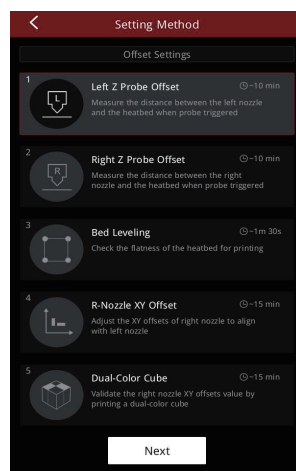 Setting Method
Offset Settings
1
L
Left Z Probe Offset
~10 min
Measure the distance between the left nozzle
and the heatbed when probe triggered
2
R
Right Z Probe Offset
~10 min
Measure the distance between the right
nozzle and the heatbed when probe triggered
3
Bed Leveling
~1m 30s
Check the flatness of the heatbed for printing
4
R-Nozzle XY Offset
~15 min
Adjust the XY offsets of right nozzle to align
with left nozzle
5
Dual-Color Cube
~15 min
Validate the right nozzle XY offsets value by
printing a dual-color cube
Next